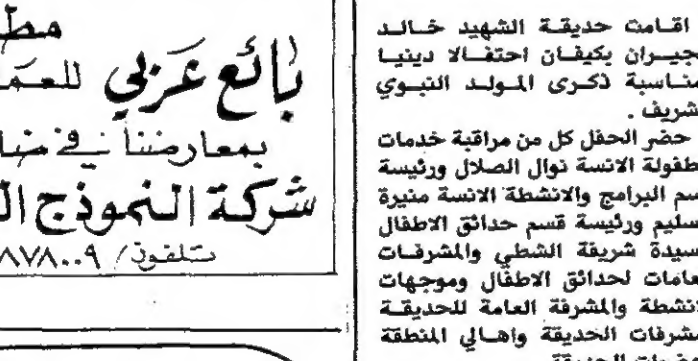 اقامت حديقة الشهيد خالد
جيران بكيفان احتفالا دينيا
مناسبة ذكرى المولد النبوي
شريف .
حضر الحفل كل من مراقبة خدمات
طفولة الانسة نوال الصلال ورئيسة
سم البرامج والانشطة الانسة منيرة
سليم ورئيسة قسم حدائق الاطفال
سيدة شريفة الشطي والمشرفات
عامات لحدائق الاطفال وموجهات
لانشطة والمشرفة العامة للحديقة
مشرفات الحديقة واهالي المنطقة
مط
بائع عربي للعم
بمعارضنا في
شركة النموذج ال
تلفون / ٨٧٨٠٠٩